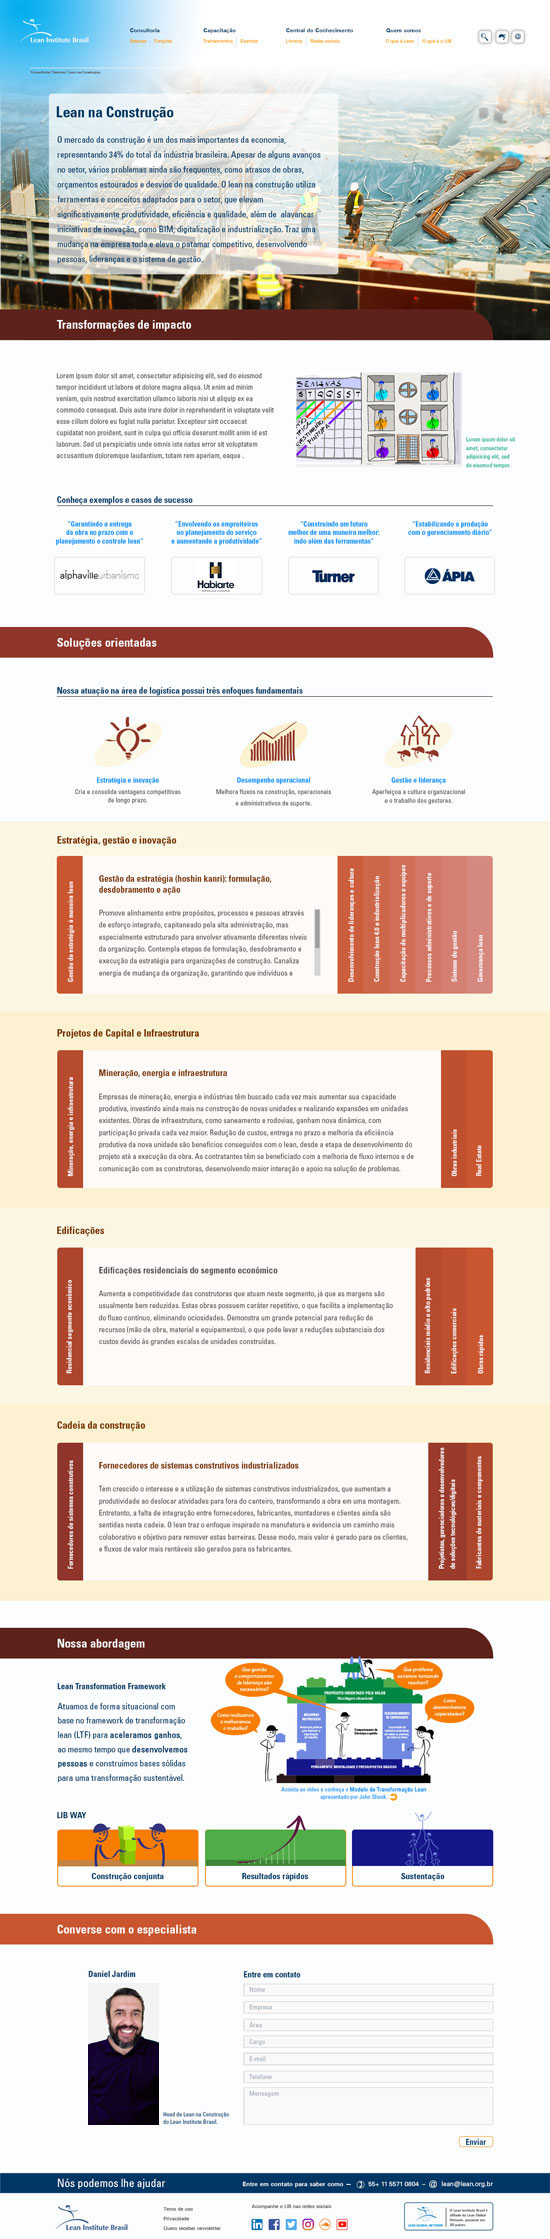 Lean Institute Brasil
Consultoria
Capacitação
Central do Conhecimento
Quem somos
Setores | Funções
Treinamentos | Eventos
Livraria | Redes sociais
O que é Lean | O que é o LIB
Consultoria / Setores / Lean na Construção
Lean na Construção
O mercado da construção é um dos mais importantes da economia,
representando 34% do total da indústria brasileira. Apesar de alguns avanços
no setor, vários problemas ainda são frequentes, como atrasos de obras,
orçamentos estourados e desvios de qualidade. O lean na construção utiliza
ferramentas e conceitos adaptados para o setor, que elevam
significativamente produtividade, eficiência e qualidade, além de alavancar
iniciativas de inovação, como BIM, digitalização e industrialização. Traz uma
mudança na empresa toda e eleva o patamar competitivo, desenvolvendo
pessoas, lideranças e o sistema de gestão.
Transformações de impacto
Lorem ipsum dolor sit amet, consectetur adipisicing elit, sed do eiusmod
tempor incididunt ut labore et dolore magna aliqua. Ut enim ad minim
veniam, quis nostrud exercitation ullamco laboris nisi ut aliquip ex ea
commodo consequat. Duis aute irure dolor in reprehenderit in voluptate velit
esse cillum dolore eu fugiat nulla pariatur. Excepteur sint occaecat
cupidatat non proident, sunt in culpa qui officia deserunt mollit anim id est
laborum. Sed ut perspiciatis unde omnis iste natus error sit voluptatem
accusantium doloremque laudantium, totam rem aperiam, eaque .
SEMANAS
S T Q Q S S T
Lorem ipsum dolor sit
amet, consectetur
adipisicing elit, sed
do eiusmod tempor.
Conheça exemplos e casos de sucesso
"Garantindo a entrega
da obra no prazo com o
planejamento e controle lean"
"Envolvendo os empreiteiros
no planejamento do serviço
e aumentando a produtividade"
"Construindo um futuro
melhor de uma maneira melhor:
indo além das ferramentas"
"Estabilizando a produção
com o gerenciamento diário"
alphavilleurbanismo
Habiarte
Turner
ÁPIA
Soluções orientadas
Nossa atuação na área de logística possui três enfoques fundamentais
Estratégia e inovação
Cria e consolida vantagens competitivas
de longo prazo.
Desempenho operacional
Melhora fluxos na construção, operacionais
e administrativos de suporte.
Gestão e liderança
Aperfeiçoa a cultura organizacional
e o trabalho dos gestores.
Estratégia, gestão e inovação
Gestão da estratégia à maneira lean
Gestão da estratégia (hoshin kanri): formulação,
desdobramento e ação
Promove alinhamento entre propósitos, processos e pessoas através
de esforço integrado, capitaneado pela alta administração, mas
especialmente estruturado para envolver ativamente diferentes níveis
da organização. Contempla etapas de formulação, desdobramento e
execução da estratégia para organizações de construção. Canaliza
energia de mudança da organização, garantindo que indivíduos e
Desenvolvimento de lideranças e cultura
Construção lean 4.0 e industrialização
Capacitação de multiplicadores e equipes
Processos administrativos e de suporte
Sistema de gestão
Governança lean
Projetos de Capital e Infraestrutura
Mineração, energia e infraestrutura
Mineração, energia e infraestrutura
Empresas de mineração, energia e indústrias têm buscado cada vez mais aumentar sua capacidade
produtiva, investindo ainda mais na construção de novas unidades e realizando expansões em unidades
existentes. Obras de infraestrutura, como saneamento e rodovias, ganham nova dinâmica, com
participação privada cada vez maior. Redução de custos, entrega no prazo e melhoria da eficiência
produtiva da nova unidade são benefícios conseguidos com o lean, desde a etapa de desenvolvimento do
projeto até a execução da obra. As contratantes têm se beneficiado com a melhoria de fluxo internos e de
comunicação com as construtoras, desenvolvendo maior interação e apoio na solução de problemas.
Obras industriais
Real Estate
Edificações
Residencial segmento econômico
Edificações residenciais do segmento econômico
Aumenta a competitividade das construtoras que atuam neste segmento, já que as margens são
usualmente bem reduzidas. Estas obras possuem caráter repetitivo, o que facilita a implementação
do fluxo contínuo, eliminando ociosidades. Demonstra um grande potencial para redução de
recursos (mão de obra, material e equipamentos), o que pode levar a reduções substanciais dos
custos devido às grandes escalas de unidades construídas.
Residenciais médio e alto padrões
Edificações comerciais
Obras rápidas
Cadeia da construção
Fornecedores de sistemas construtivos
Fornecedores de sistemas construtivos industrializados
Tem crescido o interesse e a utilização de sistemas construtivos industrializados, que aumentam a
produtividade ao deslocar atividades para fora do canteiro, transformando a obra em uma montagem.
Entretanto, a falta de integração entre fornecedores, fabricantes, montadores e clientes ainda são
sentidas nesta cadeia. O lean traz o enfoque inspirado na manufatura e evidencia um caminho mais
colaborativo e objetivo para remover estas barreiras. Desse modo, mais valor é gerado para os clientes,
e fluxos de valor mais rentáveis são gerados para os fabricantes.
Projetistas, gerenciadores e desenvolvedores
de soluções tecnológicas/digitais
Fabricantes de materiais e componentes
Nossa abordagem
Lean Transformation Framework
Atuamos de forma situacional com
base no framework de transformação
lean (LTF) para aceleramos ganhos,
ao mesmo tempo que desenvolvemos
pessoas e construímos bases sólidas
para uma transformação sustentável.
Que gestão
e comportamento
de liderança são
necessários?
Que problema
estamos tentando
resolver?
Como realizamos
e melhoramos
o trabalho?
Como
desenvolvemos
capacidades?
PROPÓSITO ORIENTADO PELO VALOR
Abordagem situacional
PENSAMENTO, MENTALIDADE E PRESSUPOSTOS BÁSICOS
Assista ao vídeo e conheça o Modelo de Transformação Lean
apresentado por John Shook.
LIB WAY
Construção conjunta
Resultados rápidos
Sustentação
Converse com o especialista
Daniel Jardim
Head de Lean na Construção
do Lean Institute Brasil.
Entre em contato
Nome
Empresa
Área
Cargo
E-mail
Telefone
Mensagem
Enviar
Nós podemos lhe ajudar
Entre em contato para saber como – 55+ 11 5571 0804 – @ lean@lean.org.br
Lean Institute Brasil
Temo de uso
Privacidade
Quero receber newsletter
Acompanhe o LIB nas redes sociais
LEAN GLOBAL NETWORK
O Lean Institute Brasil é
afiliado da Lean Global
Network, presente em
30 países